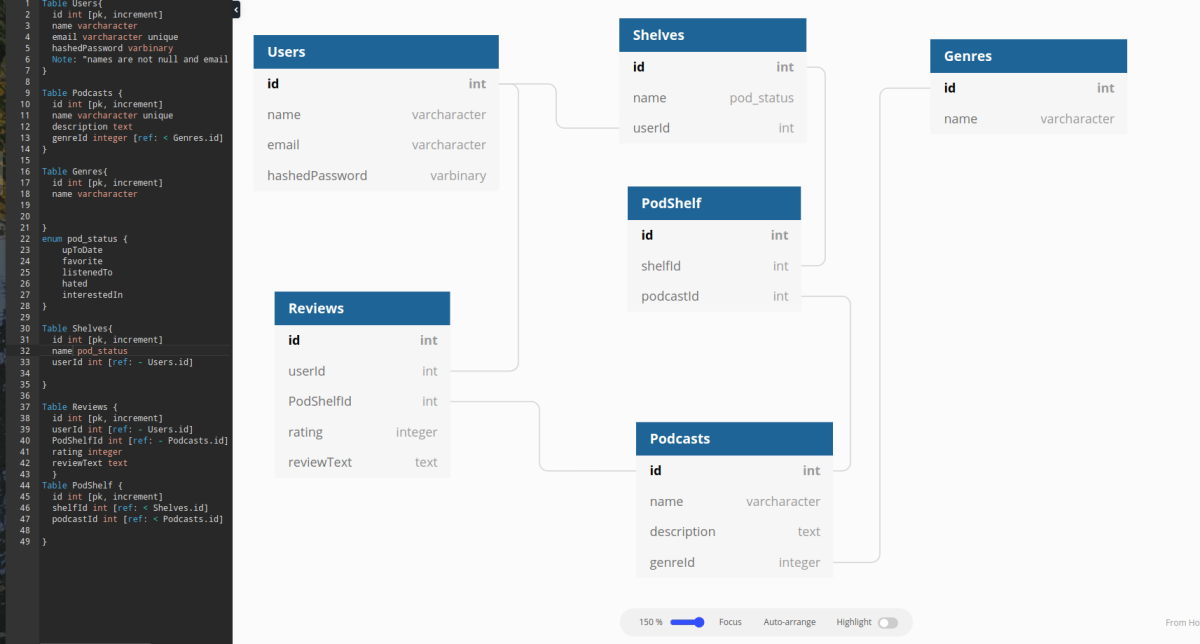 1 Table Users{
2 id int [pk, increment]
3 name varcharacter
4 email varcharacter unique
5 hashedPassword varbinary
6 Note: "names are not null and email
7 }
8
9 Table Podcasts {
10 id int [pk, increment]
11 name varcharacter unique
12 description text
13 genreId integer [ref: < Genres.id]
14 }
15
16 Table Genres{
17 id int [pk, increment]
18 name varcharacter
19
20
21 }
22 enum pod_status {
23 upToDate
24 favorite
25 listenedTo
26 hated
27 interestedIn
28 }
29
30 Table Shelves{
31 id int [pk, increment]
32 name pod_status
33 userId int [ref: - Users.id]
34
35 }
36
37 Table Reviews {
38 id int [pk, increment]
39 userId int [ref: - Users.id]
40 PodShelfId int [ref: - Podcasts.id]
41 rating integer
42 reviewText text
43 }
44 Table PodShelf {
45 id int [pk, increment]
46 shelfId int [ref: < Shelves.id]
47 podcastId int [ref: < Podcasts.id]
48
49 }
Users
id int
name varcharacter
email varcharacter
hashedPassword varbinary
Shelves
id int
name pod_status
userId int
Genres
id int
name varcharacter
PodShelf
id int
shelfId int
podcastId int
Reviews
id int
userId int
PodShelfId int
rating integer
reviewText text
Podcasts
id int
name varcharacter
description text
genreId integer
150 % Focus Auto-arrange Highlight
From Ho